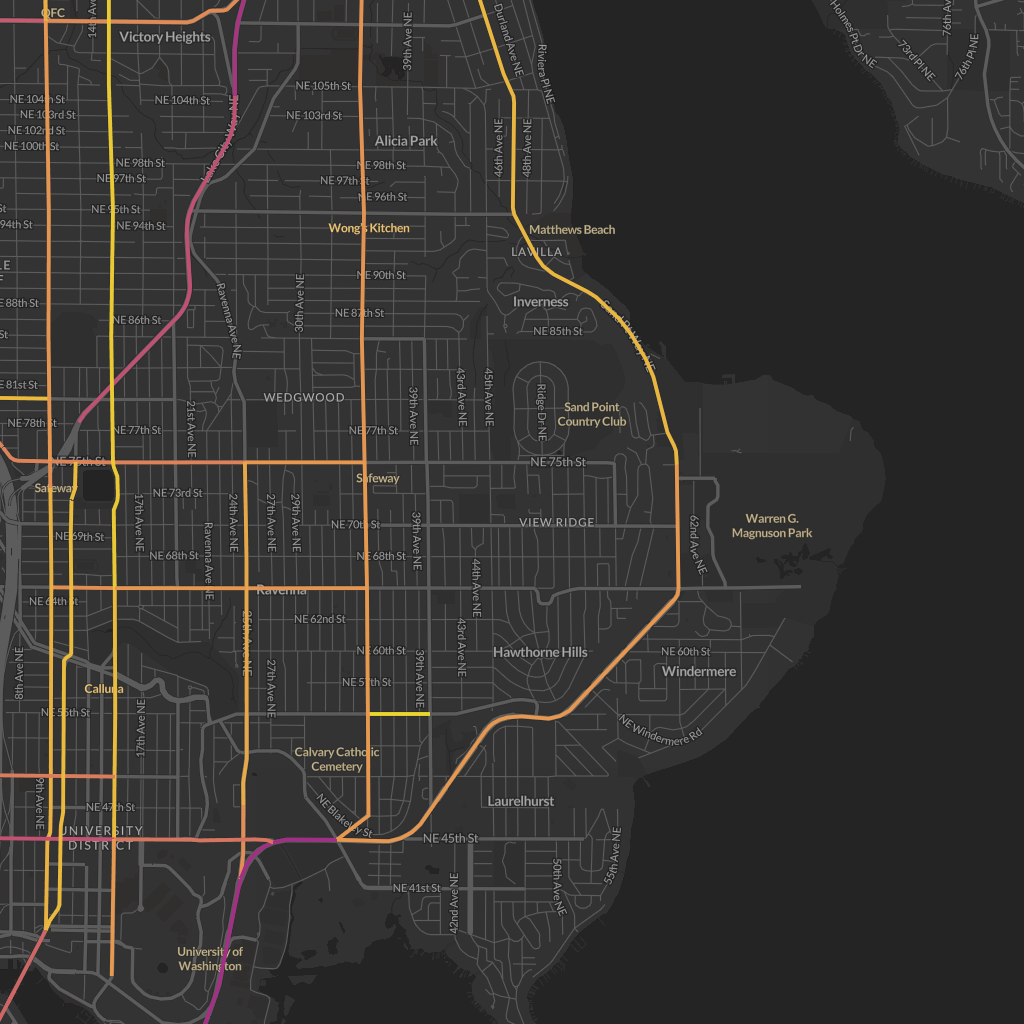 QFC
14th Ave
Victory Heights
39th Ave NE
Durland Ave NE
Riviera Pl NE
Holmes Pt Dr NE
73rd Pl NE
76th Av
76th Pl NE
NE 104th St
NE 104th St
NE 105th St
NE 103rd St
NE 103rd St
NE 102nd St
NE 100th St
Lake City Way NE
Alicia Park
46th Ave NE
48th Ave NE
NE 98th St
NE 98th St
NE 97th St
NE 97th St
NE 96th St
NE 95th St
94th St
NE 94th St
Wong's Kitchen
Matthews Beach
LAVILLA
NE 90th St
Ravenna Ave NE
30th Ave NE
E 88th St
Inverness
NE 86th St
NE 87th St
Sand Pt Way NE
NE 85th St
E 81st St
WEDGWOOD
43rd Ave NE
45th Ave NE
39th Ave NE
Ridge Dr NE
Sand Point
Country Club
21st Ave NE
NE 78th St
NE 77th St
NE 77th St
NE 75th St
NE 75th St
Safeway
Safeway
NE 73rd St
17th Ave NE
24th Ave NE
27th Ave NE
29th Ave NE
NE 70th St
39th Ave NE
VIEW RIDGE
62nd Ave NE
Warren G.
Magnuson Park
NE 69th St
NE 68th St
NE 68th St
Ravenna Ave NE
44th Ave NE
Ravenna
NE 64th St
NE 62nd St
25th Ave NE
43rd Ave NE
NE 60th St
39th Ave NE
Hawthorne Hills
NE 60th St
Windermere
8th Ave NE
27th Ave NE
NE 57th St
Calluna
NE 55th St
17th Ave NE
NE Windermere Rd
Calvary Catholic
Cemetery
9th Ave NE
NE 47th St
NE Blakeley St
Laurelhurst
UNIVERSITY
DISTRICT
NE 45th St
55th Ave NE
50th Ave NE
42nd Ave NE
NE 41st St
University of
Washington